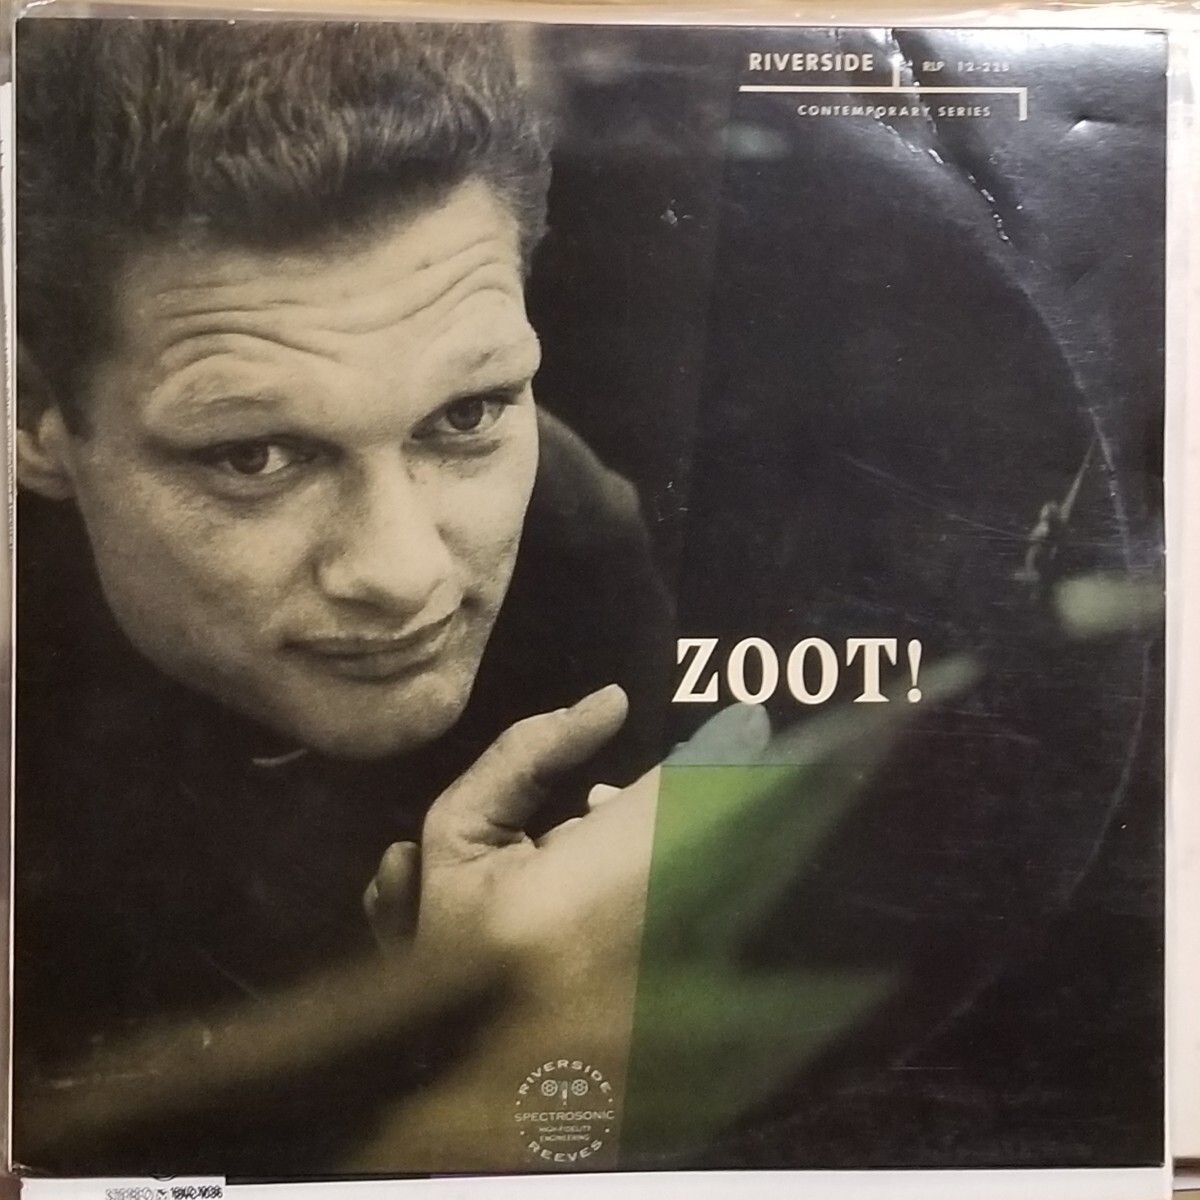 RIVERSIDE RLP 12-228
CONTEMPORARY SERIES
ZOOT!
RIVERSIDE
SPECTROSONIC
HIGH-FIDELITY
ENGINEERING
REEVES